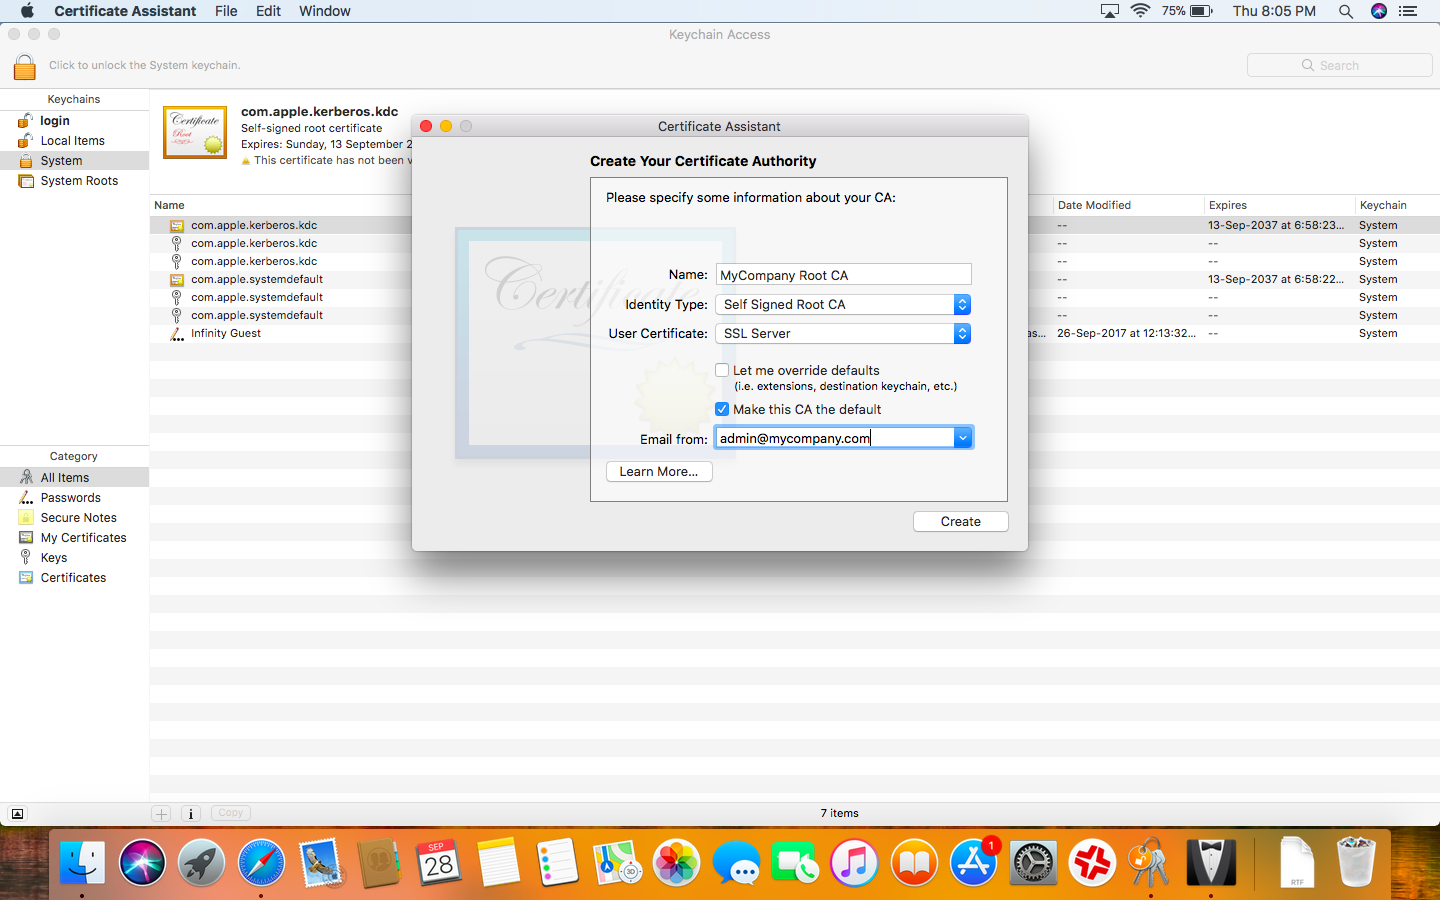 Certificate Assistant File Edit Window 75% Thu 8:05 PM
Keychain Access
Click to unlock the System keychain.
Search
Keychains
login
Local Items
System
System Roots
Certificate
Root
com.apple.kerberos.kdc
Self-signed root certificate
Expires: Sunday, 13 September 2
This certificate has not been v
Name Date Modified Expires Keychain
com.apple.kerberos.kdc -- 13-Sep-2037 at 6:58:23... System
com.apple.kerberos.kdc -- -- System
com.apple.kerberos.kdc -- -- System
com.apple.systemdefault -- 13-Sep-2037 at 6:58:22... System
com.apple.systemdefault -- -- System
com.apple.systemdefault -- -- System
Infinity Guest as... 26-Sep-2017 at 12:13:32... -- System
Certificate Assistant
Create Your Certificate Authority
Please specify some information about your CA:
Certificate
Name: MyCompany Root CA
Identity Type: Self Signed Root CA
User Certificate: SSL Server
Let me override defaults
(i.e. extensions, destination keychain, etc.)
Make this CA the default
Email from: admin@mycompany.com
Learn More...
Create
Category
All Items
Passwords
Secure Notes
My Certificates
Keys
Certificates
Copy
7 items
SEP
28
3D
1
RTF